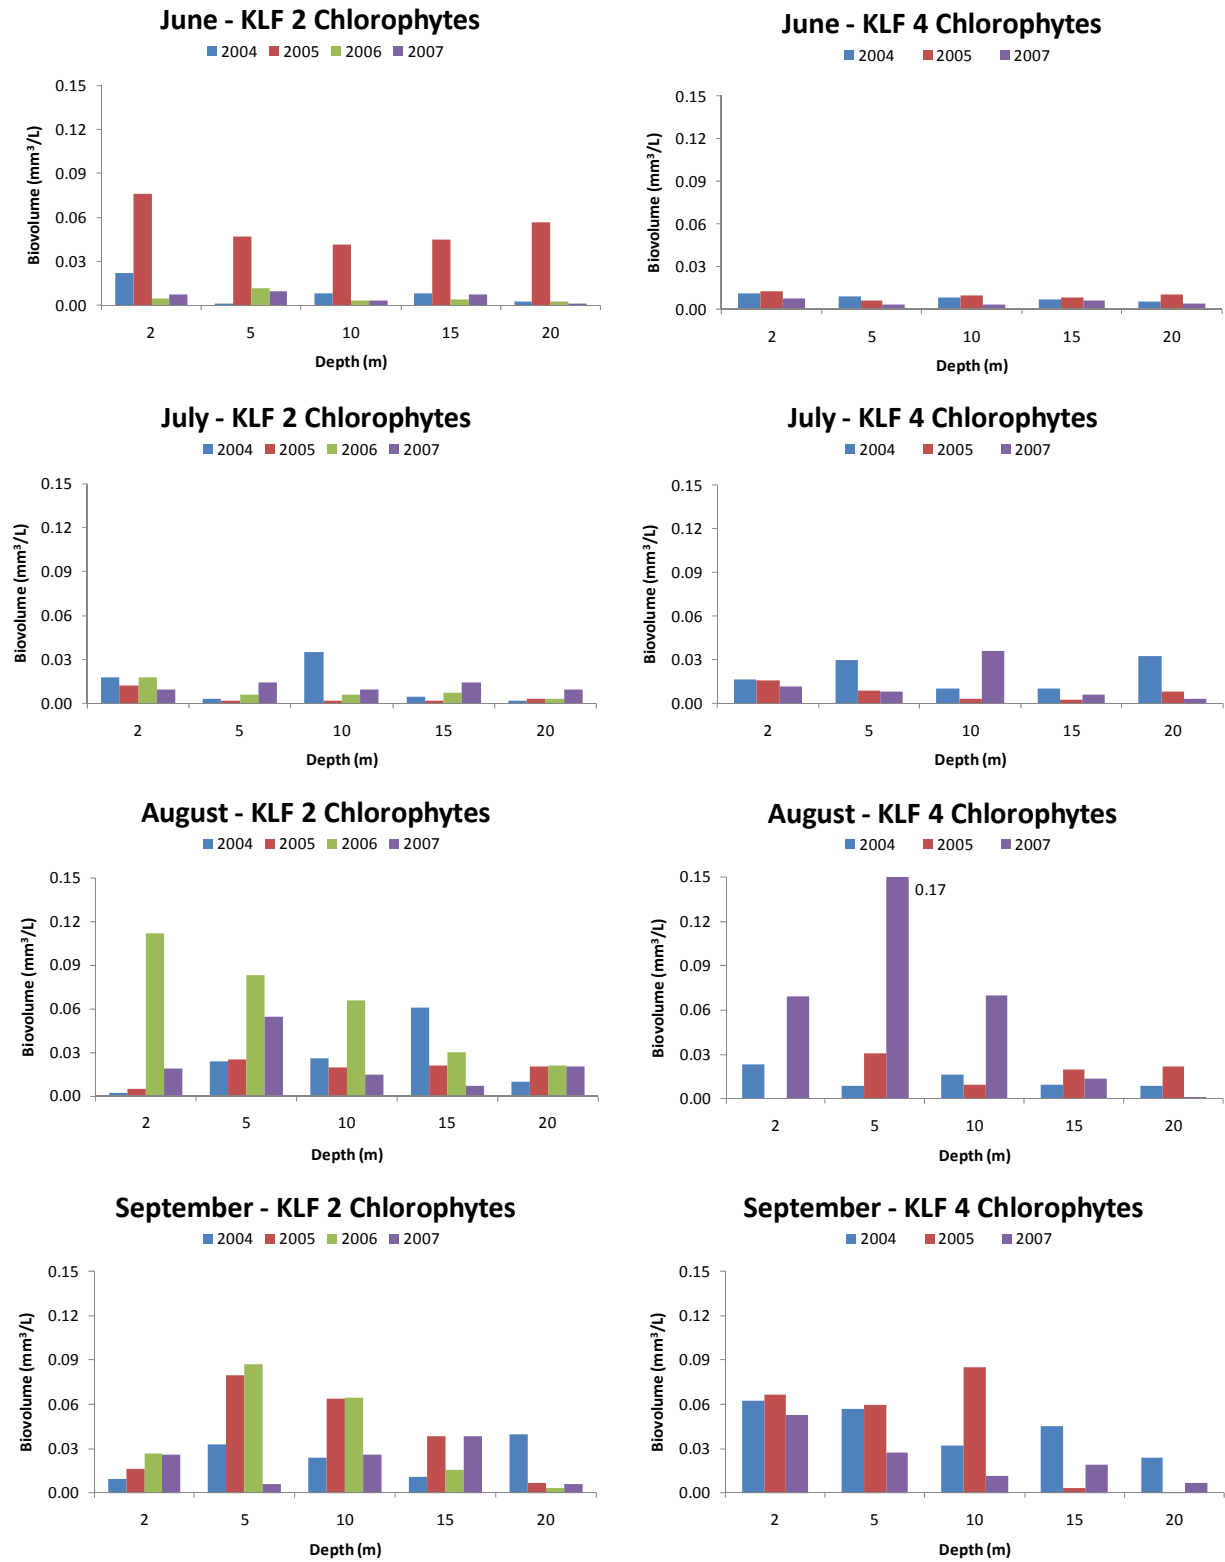 June - KLF 2 Chlorophytes
2004 2005 2006 2007
0.15
0.12
0.09
0.06
0.03
0.00
Biovolume (mm³/L)
2 5 10 15 20
Depth (m)
June - KLF 4 Chlorophytes
2004 2005 2007
0.15
0.12
0.09
0.06
0.03
0.00
Biovolume (mm³/L)
2 5 10 15 20
Depth (m)
July - KLF 2 Chlorophytes
2004 2005 2006 2007
0.15
0.12
0.09
0.06
0.03
0.00
Biovolume (mm³/L)
2 5 10 15 20
Depth (m)
July - KLF 4 Chlorophytes
2004 2005 2007
0.15
0.12
0.09
0.06
0.03
0.00
Biovolume (mm³/L)
2 5 10 15 20
Depth (m)
August - KLF 2 Chlorophytes
2004 2005 2006 2007
0.15
0.12
0.09
0.06
0.03
0.00
Biovolume (mm³/L)
2 5 10 15 20
Depth (m)
August - KLF 4 Chlorophytes
2004 2005 2007
0.15
0.12
0.09
0.06
0.03
0.00
Biovolume (mm³/L)
0.17
2 5 10 15 20
Depth (m)
September - KLF 2 Chlorophytes
2004 2005 2006 2007
0.15
0.12
0.09
0.06
0.03
0.00
Biovolume (mm³/L)
2 5 10 15 20
Depth (m)
September - KLF 4 Chlorophytes
2004 2005 2007
0.15
0.12
0.09
0.06
0.03
0.00
Biovolume (mm³/L)
2 5 10 15 20
Depth (m)